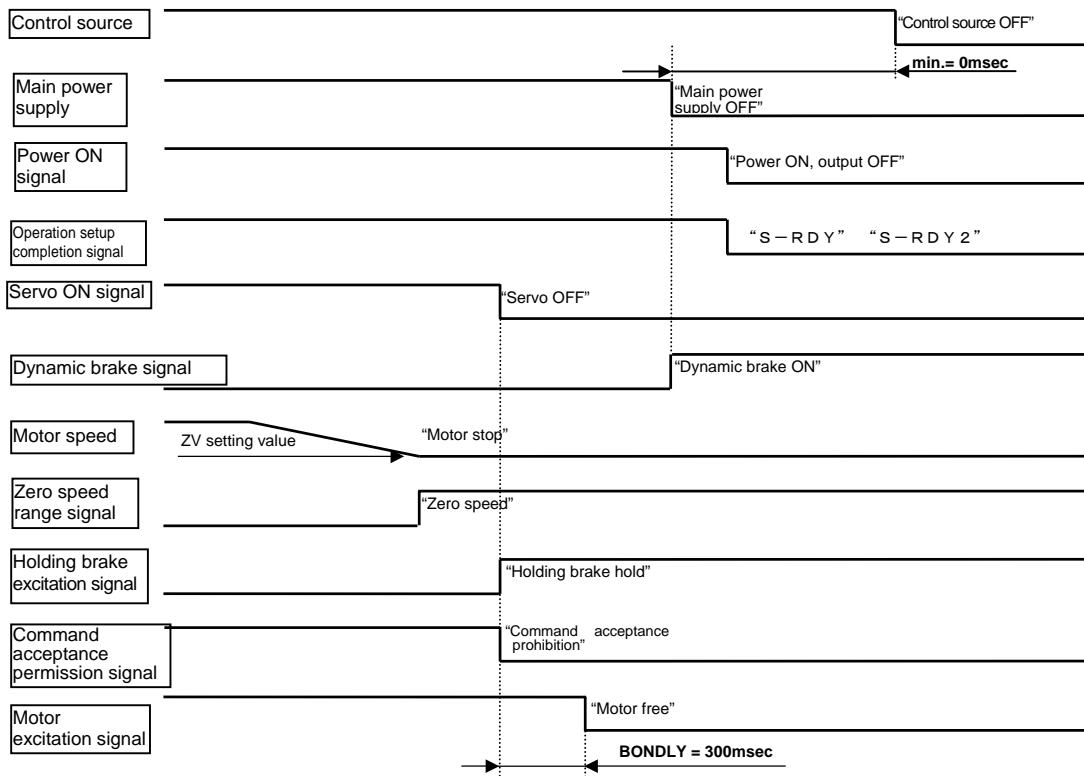 Control source
“Control source OFF”
min.= 0msec
Main power
supply
“Main power
supply OFF”
Power ON
signal
“Power ON, output OFF”
Operation setup
completion signal
“S－RDY” “S－RDY2”
Servo ON signal
“Servo OFF”
Dynamic brake signal
“Dynamic brake ON”
Motor speed
ZV setting value
“Motor stop”
Zero speed
range signal
“Zero speed”
Holding brake
excitation signal
“Holding brake hold”
Command
acceptance
permission signal
“Command acceptance
prohibition”
Motor
excitation signal
“Motor free”
BONDLY = 300msec